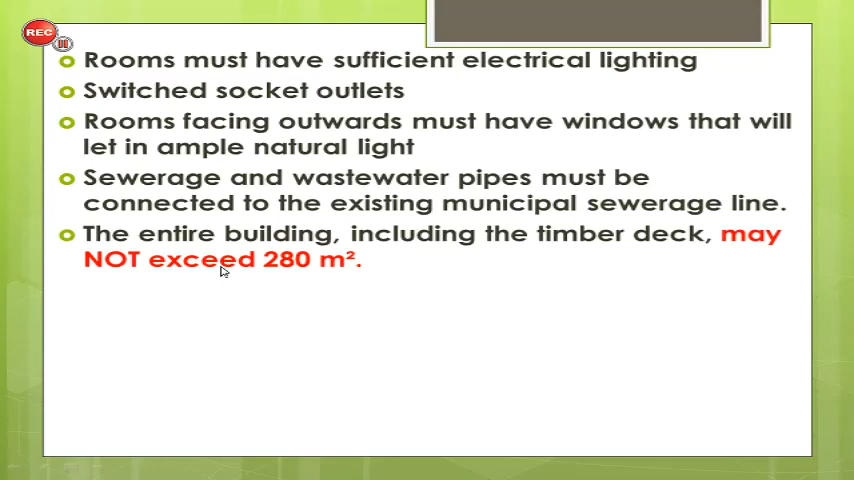 REC
Rooms must have sufficient electrical lighting
Switched socket outlets
Rooms facing outwards must have windows that will
let in ample natural light
Sewerage and wastewater pipes must be
connected to the existing municipal sewerage line.
The entire building, including the timber deck, may
NOT exceed 280 m².